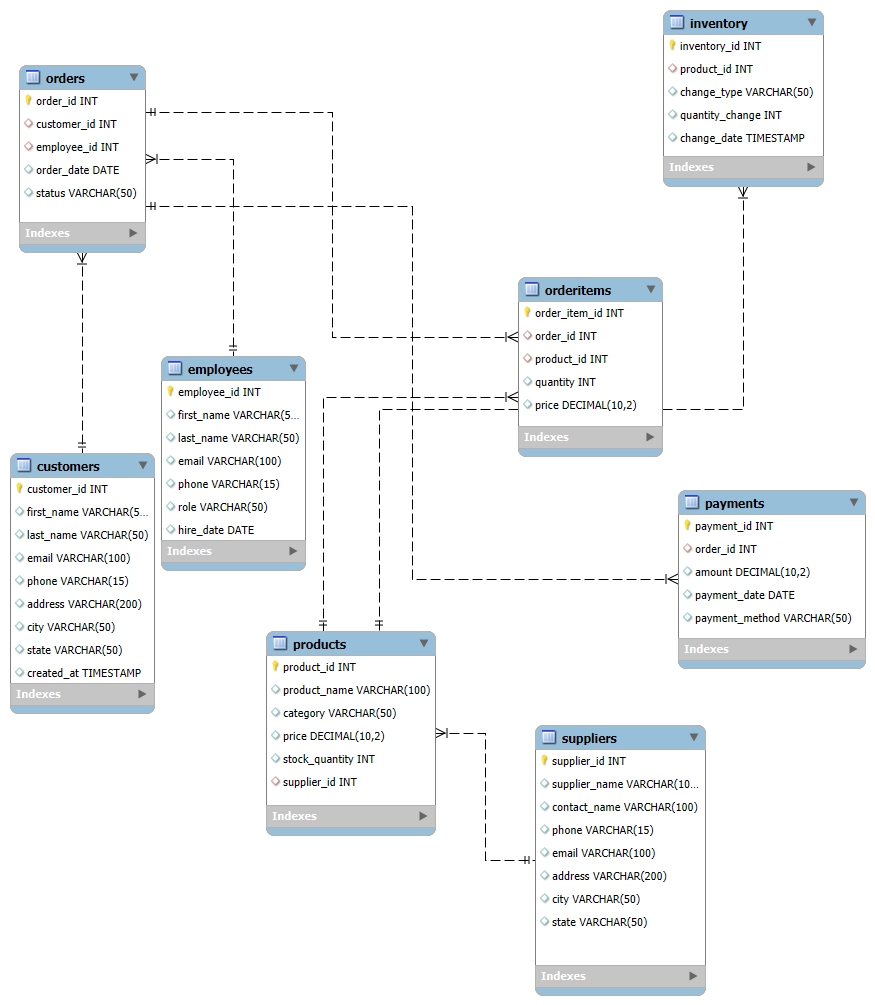 inventory
inventory_id INT
product_id INT
change_type VARCHAR(50)
quantity_change INT
change_date TIMESTAMP
Indexes
orders
order_id INT
customer_id INT
employee_id INT
order_date DATE
status VARCHAR(50)
Indexes
orderitems
order_item_id INT
order_id INT
product_id INT
quantity INT
price DECIMAL(10,2)
Indexes
employees
employee_id INT
first_name VARCHAR(5...
last_name VARCHAR(50)
email VARCHAR(100)
phone VARCHAR(15)
role VARCHAR(50)
hire_date DATE
Indexes
customers
customer_id INT
first_name VARCHAR(5...
last_name VARCHAR(50)
email VARCHAR(100)
phone VARCHAR(15)
address VARCHAR(200)
city VARCHAR(50)
state VARCHAR(50)
created_at TIMESTAMP
Indexes
payments
payment_id INT
order_id INT
amount DECIMAL(10,2)
payment_date DATE
payment_method VARCHAR(50)
Indexes
products
product_id INT
product_name VARCHAR(100)
category VARCHAR(50)
price DECIMAL(10,2)
stock_quantity INT
supplier_id INT
Indexes
suppliers
supplier_id INT
supplier_name VARCHAR(10...
contact_name VARCHAR(100)
phone VARCHAR(15)
email VARCHAR(100)
address VARCHAR(200)
city VARCHAR(50)
state VARCHAR(50)
Indexes